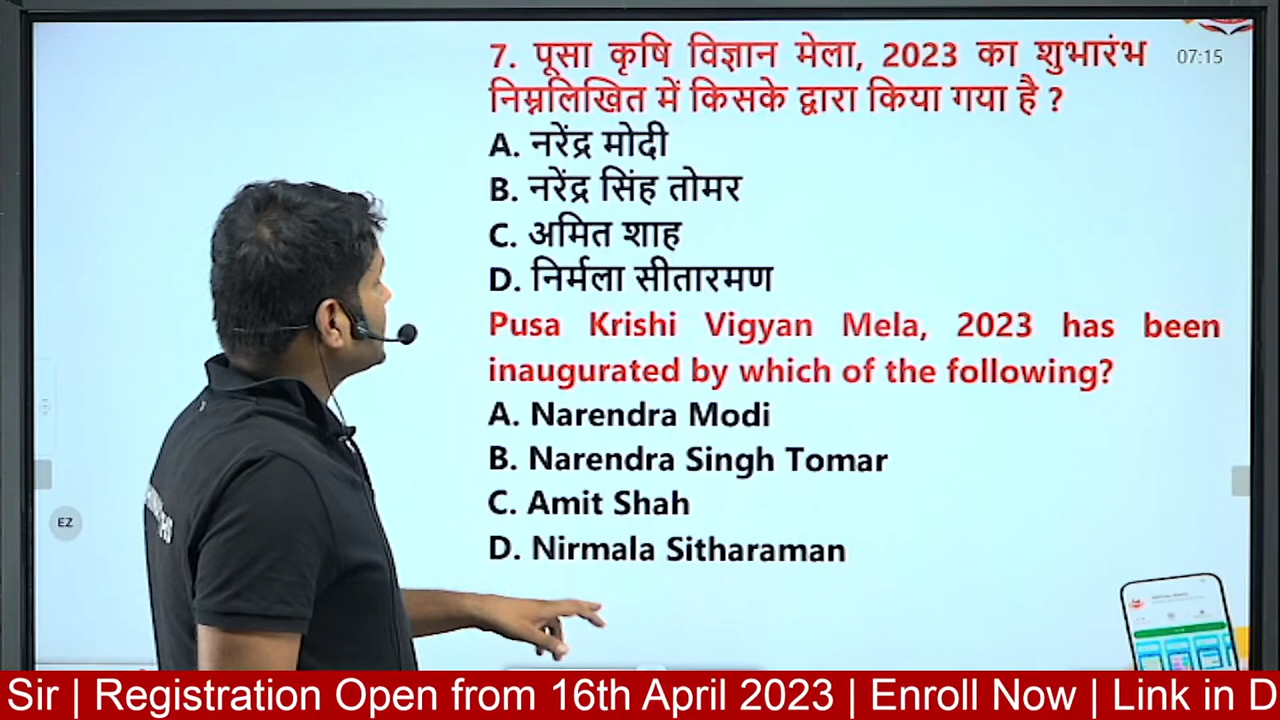 7. पूसा कृषि विज्ञान मेला, 2023 का शुभारंभ
07:15
निम्नलिखित में किसके द्वारा किया गया है ?
A. नरेंद्र मोदी
B. नरेंद्र सिंह तोमर
C. अमित शाह
D. निर्मला सीतारमण
Pusa Krishi Vigyan Mela, 2023 has been
inaugurated by which of the following?
A. Narendra Modi
B. Narendra Singh Tomar
C. Amit Shah
D. Nirmala Sitharaman
EZ
Sir | Registration Open from 16th April 2023 | Enroll Now | Link in D